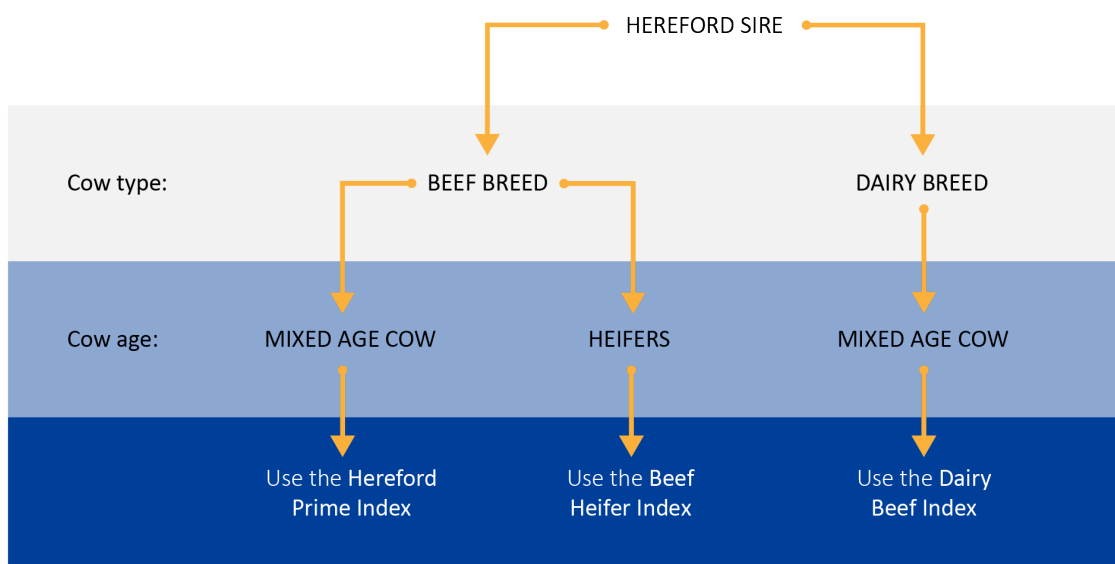 HEREFORD SIRE
Cow type:
BEEF BREED
DAIRY BREED
Cow age:
MIXED AGE COW
HEIFERS
MIXED AGE COW
Use the Hereford
Prime Index
Use the Beef
Heifer Index
Use the Dairy
Beef Index